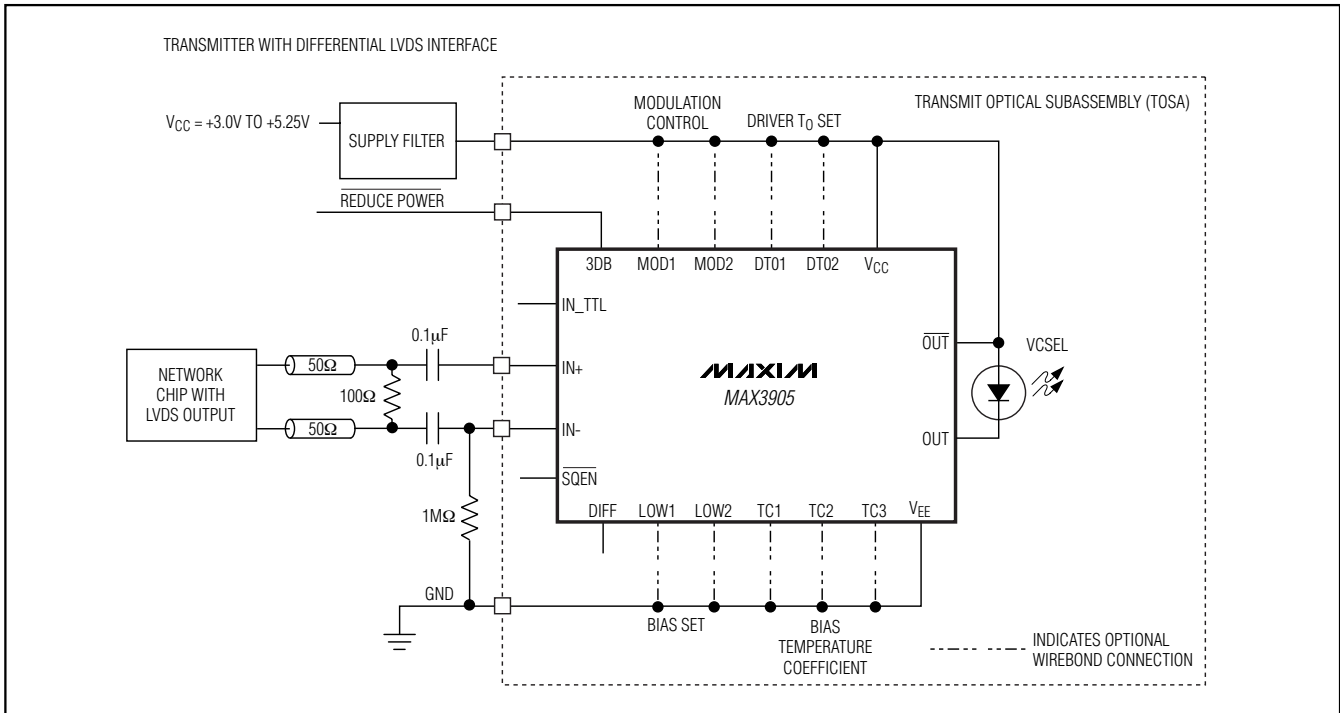 TRANSMITTER WITH DIFFERENTIAL LVDS INTERFACE
TRANSMIT OPTICAL SUBASSEMBLY (TOSA)
VCC = +3.0V TO +5.25V
SUPPLY FILTER
MODULATION
CONTROL
DRIVER T0 SET
REDUCE POWER
3DB
MOD1
MOD2
DT01
DT02
VCC
IN_TTL
NETWORK
CHIP WITH
LVDS OUTPUT
50Ω
50Ω
100Ω
0.1µF
0.1µF
IN+
IN-
MAXIM
MAX3905
OUT
VCSEL
OUT
SQEN
1MΩ
DIFF
LOW1
LOW2
TC1
TC2
TC3
VEE
GND
BIAS SET
BIAS
TEMPERATURE
COEFFICIENT
INDICATES OPTIONAL
WIREBOND CONNECTION